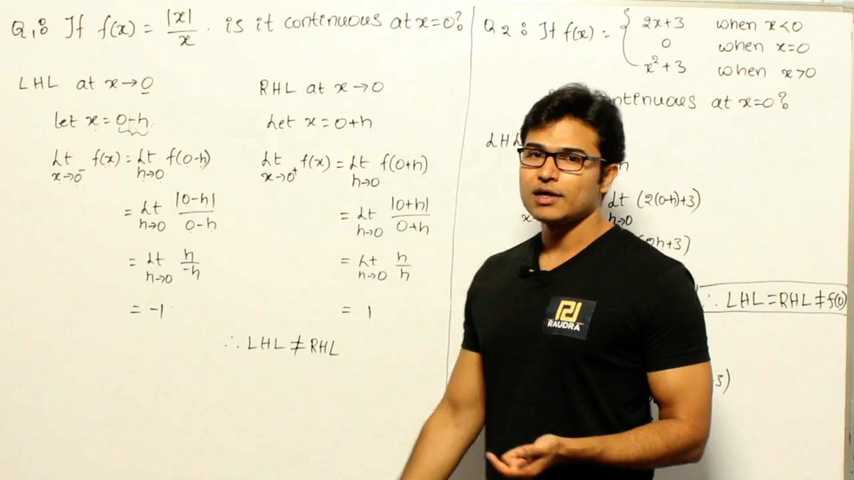 Q1: If f(x) = |x|/x . is it continuous at x=0?
LHL at x→0
let x = 0-h
Lt x→0⁻ f(x) = Lt h→0 f(0-h)
= Lt h→0 |0-h|/0-h
= Lt h→0 h/-h
= -1
RHL at x→0
Let x = 0+h
Lt x→0⁺ f(x) = Lt h→0 f(0+h)
= Lt h→0 |0+h|/0+h
= Lt h→0 h/h
= 1
∴ LHL ≠ RHL
Q2: If f(x) = { 2x+3 when x<0
0 when x=0
x²+3 when x>0
continuous at x=0?
LHL
h
x Lt h→0 (2(0-h)+3)
h+3)
∴ LHL = RHL ≠ f(0)
3)
RAUDRA